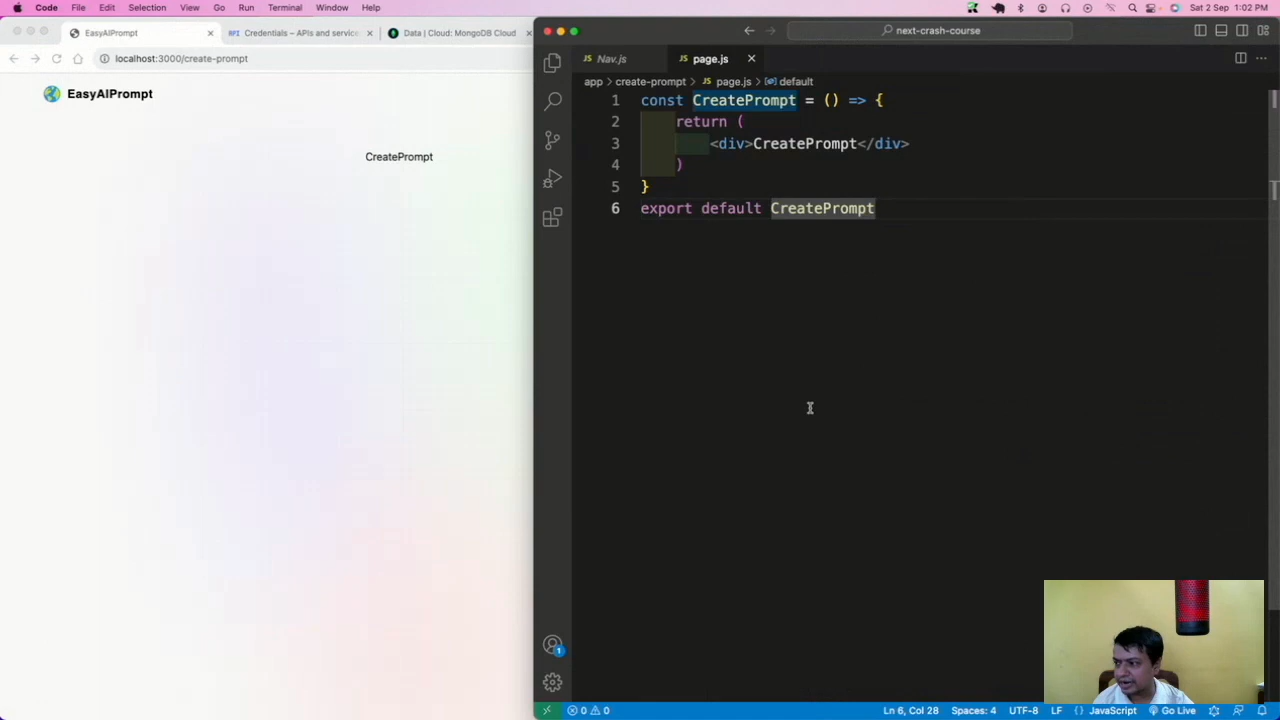 Code File Edit Selection View Go Run Terminal Window Help
Sat 2 Sep 1:02 PM
EasyAIPrompt
API Credentials – APIs and service
Data | Cloud: MongoDB Cloud
localhost:3000/create-prompt
EasyAIPrompt
CreatePrompt
next-crash-course
Nav.js
page.js
app > create-prompt > page.js > default
1 const CreatePrompt = () => {
2 return (
3 <div>CreatePrompt</div>
4 )
5 }
6 export default CreatePrompt
1
0 0
Ln 6, Col 28 Spaces: 4 UTF-8 LF {} JavaScript Go Live